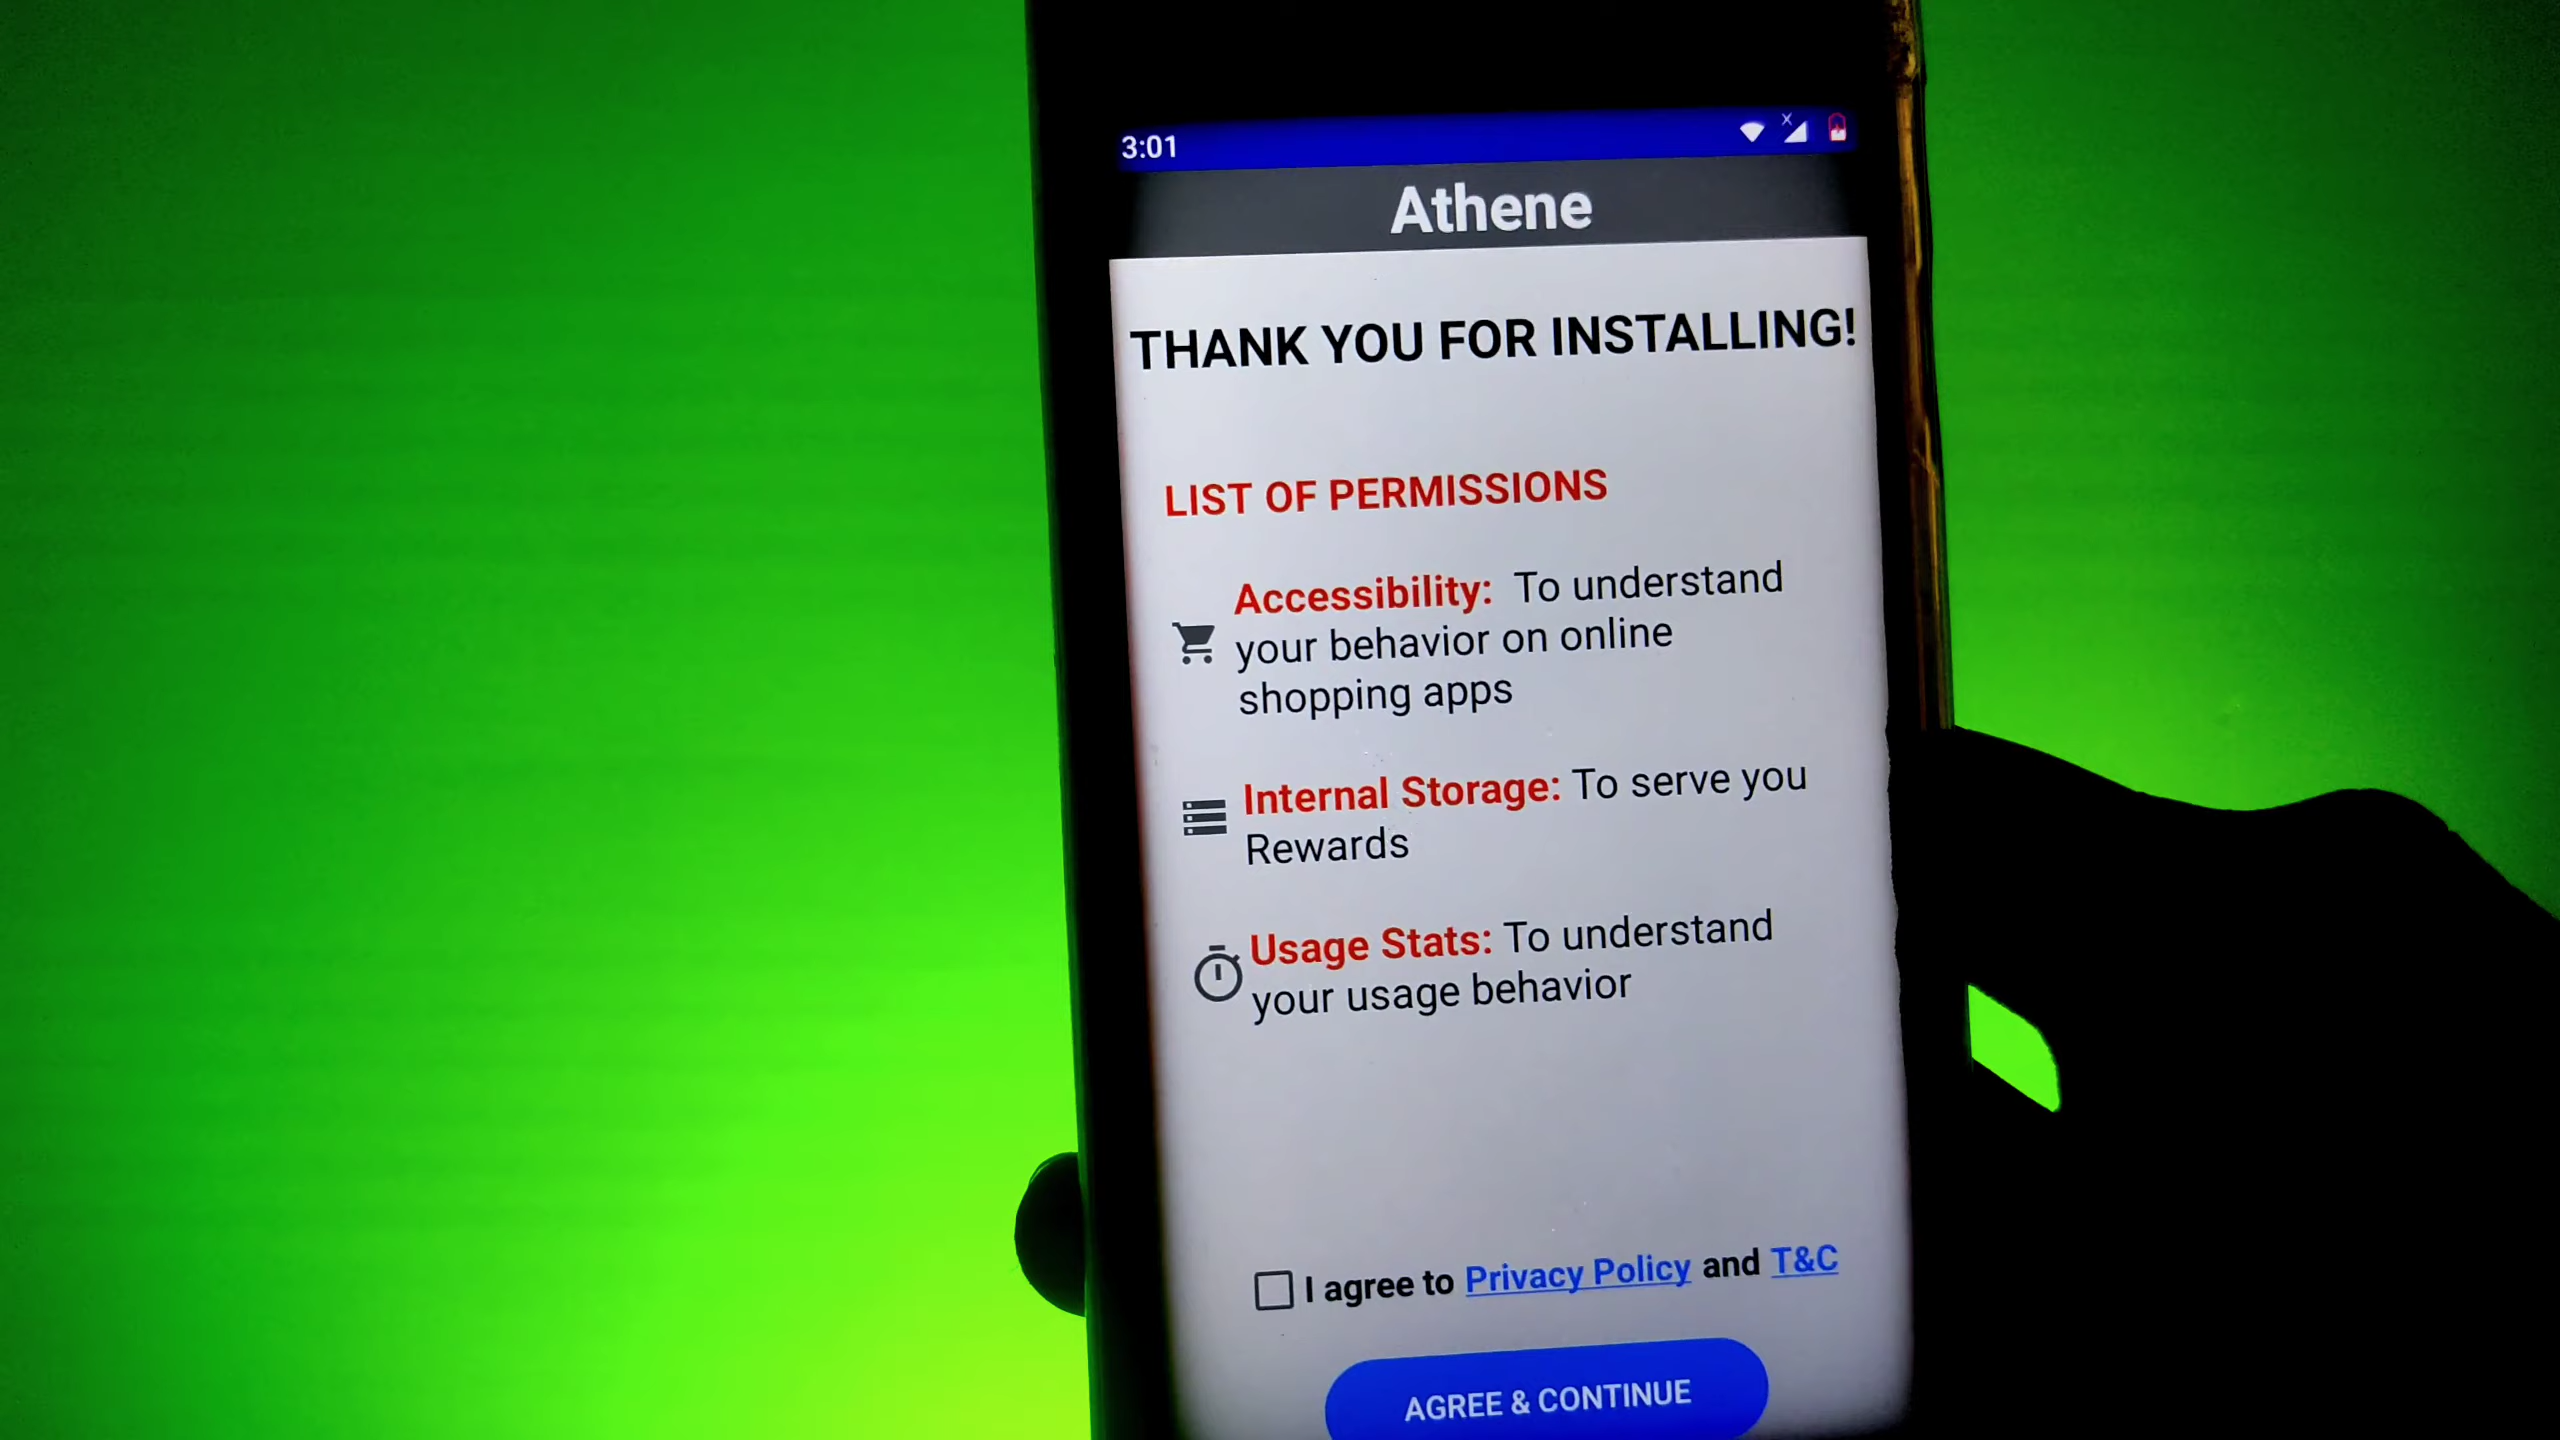 3:01
Athene
THANK YOU FOR INSTALLING!
LIST OF PERMISSIONS
Accessibility: To understand
your behavior on online
shopping apps
Internal Storage: To serve you
Rewards
Usage Stats: To understand
your usage behavior
I agree to Privacy Policy and T&C
AGREE & CONTINUE